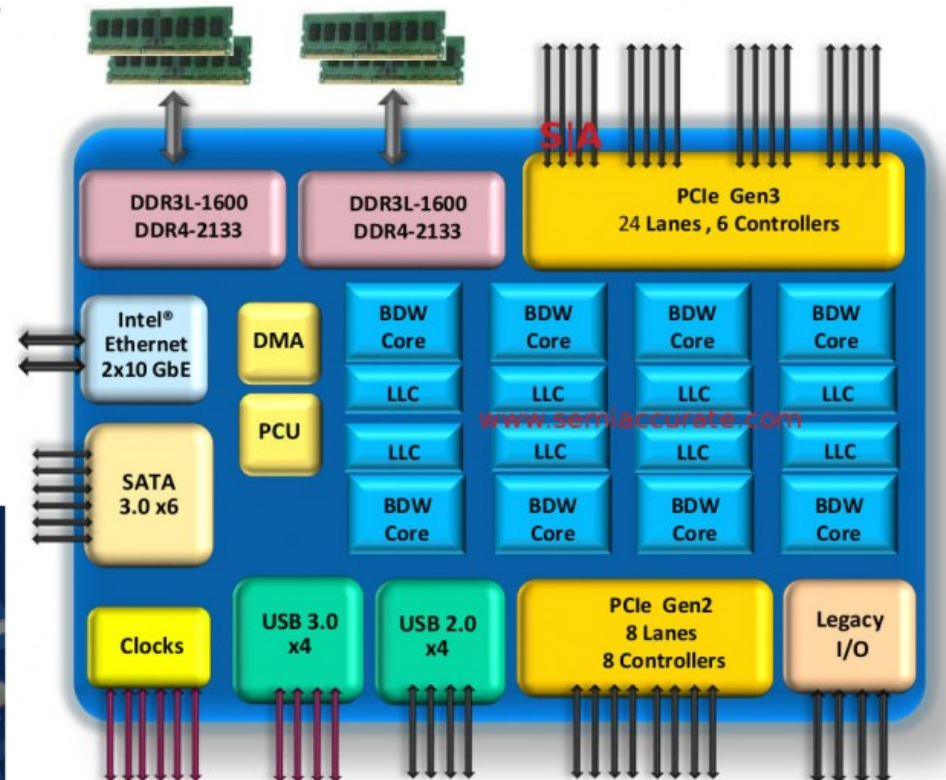 S|A
DDR3L-1600
DDR4-2133
DDR3L-1600
DDR4-2133
PCIe Gen3
24 Lanes , 6 Controllers
Intel®
Ethernet
2x10 GbE
DMA
PCU
BDW
Core
BDW
Core
BDW
Core
BDW
Core
LLC
LLC
LLC
LLC
www.semiaccurate.com
LLC
LLC
LLC
LLC
BDW
Core
BDW
Core
BDW
Core
BDW
Core
SATA
3.0 x6
Clocks
USB 3.0
x4
USB 2.0
x4
PCIe Gen2
8 Lanes
8 Controllers
Legacy
I/O